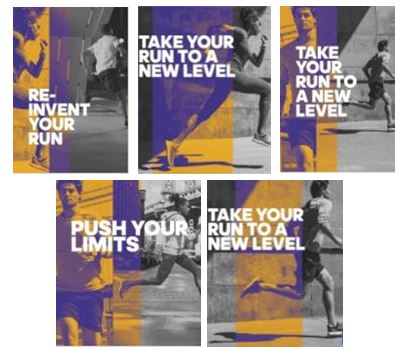 RE-
INVENT
YOUR
RUN
TAKE YOUR
RUN TO A
NEW LEVEL
TAKE
YOUR
RUN TO
A NEW
LEVEL
PUSH YOUR
LIMITS
TAKE YOUR
RUN TO A
NEW LEVEL